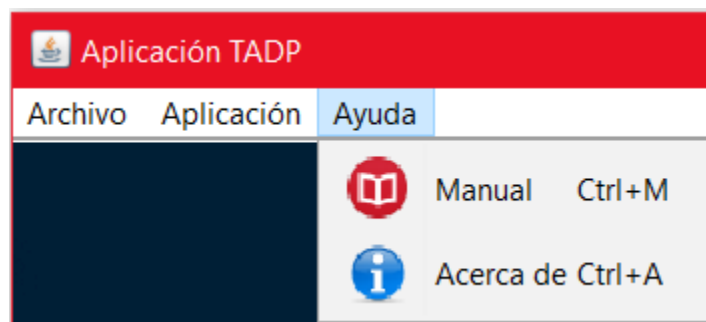 Aplicación TADP
Archivo Aplicación Ayuda
Manual Ctrl+M
Acerca de Ctrl+A